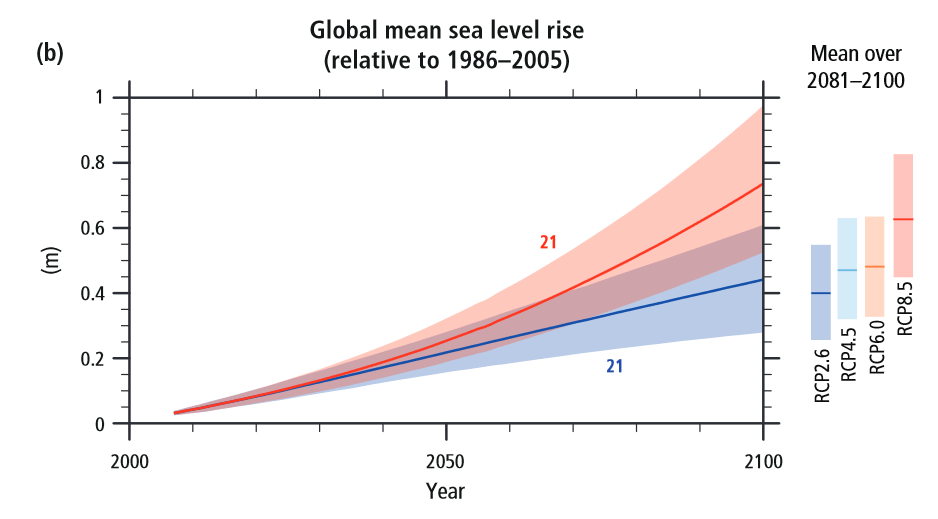 (b)
Global mean sea level rise
(relative to 1986–2005)
Mean over
2081–2100
1
0.8
0.6
0.4
0.2
0
(m)
21
21
2000
2050
2100
Year
RCP2.6
RCP4.5
RCP6.0
RCP8.5